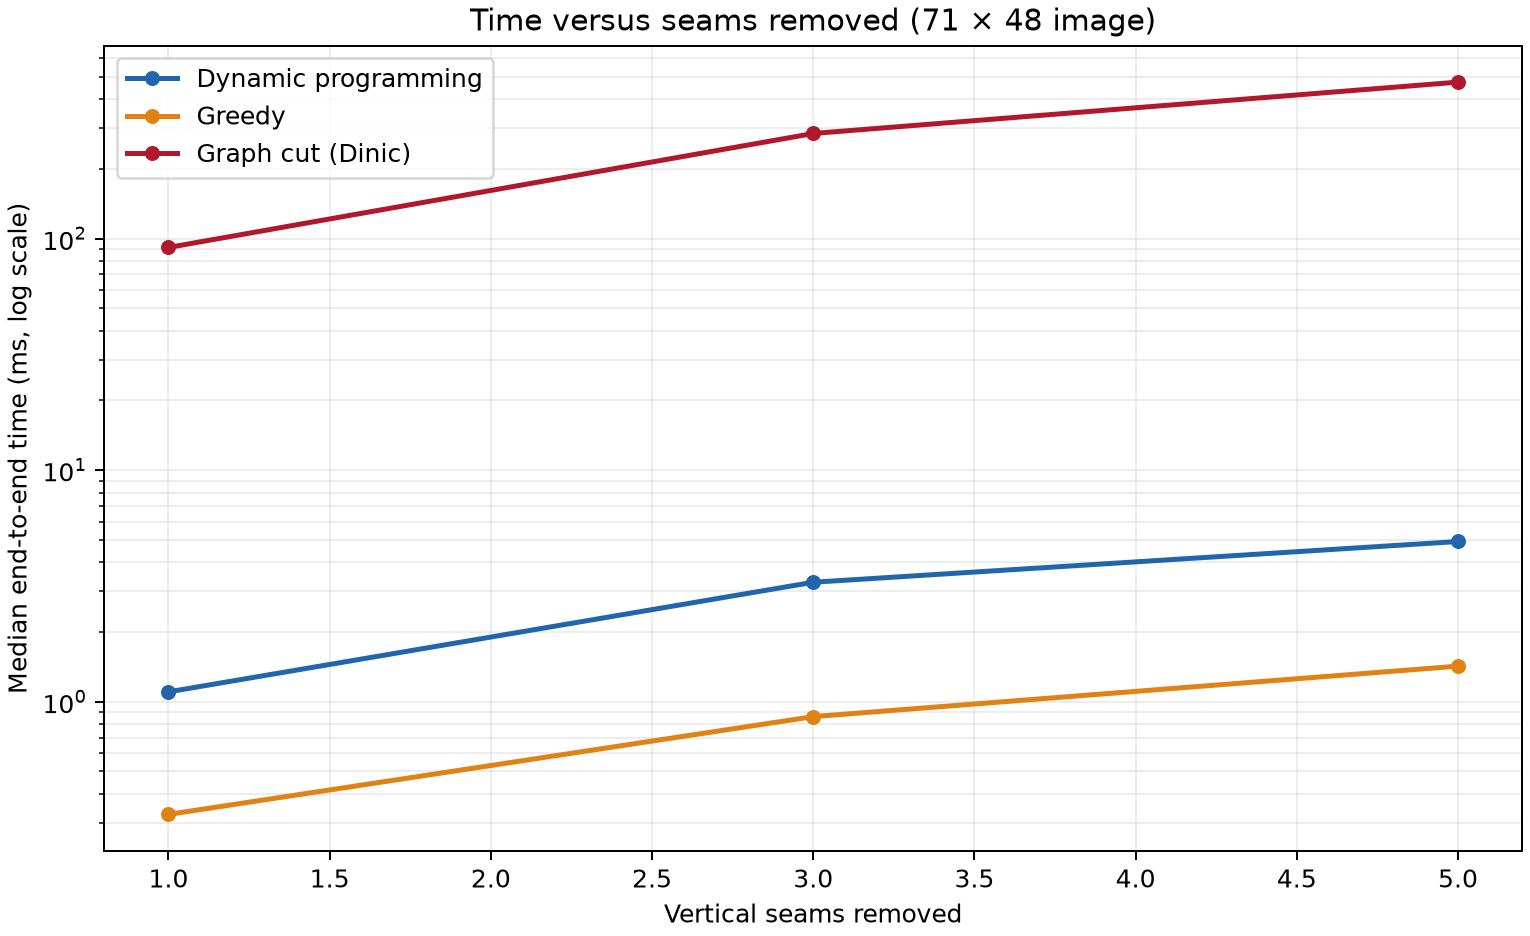 Time versus seams removed (71 × 48 image)
Dynamic programming
Greedy
Graph cut (Dinic)
Median end-to-end time (ms, log scale)
10²
10¹
10⁰
1.0 1.5 2.0 2.5 3.0 3.5 4.0 4.5 5.0
Vertical seams removed